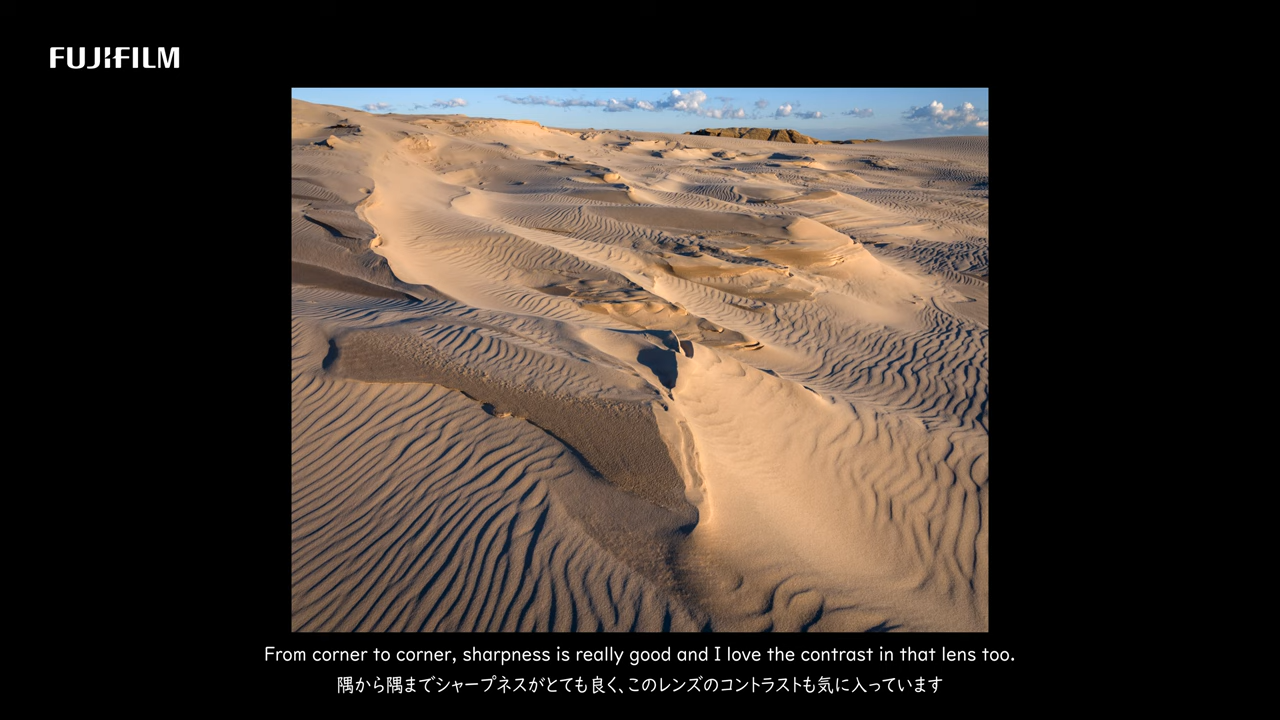 FUJIFILM
From corner to corner, sharpness is really good and I love the contrast in that lens too.
隅から隅までシャープネスがとても良く、このレンズのコントラストも気に入っています